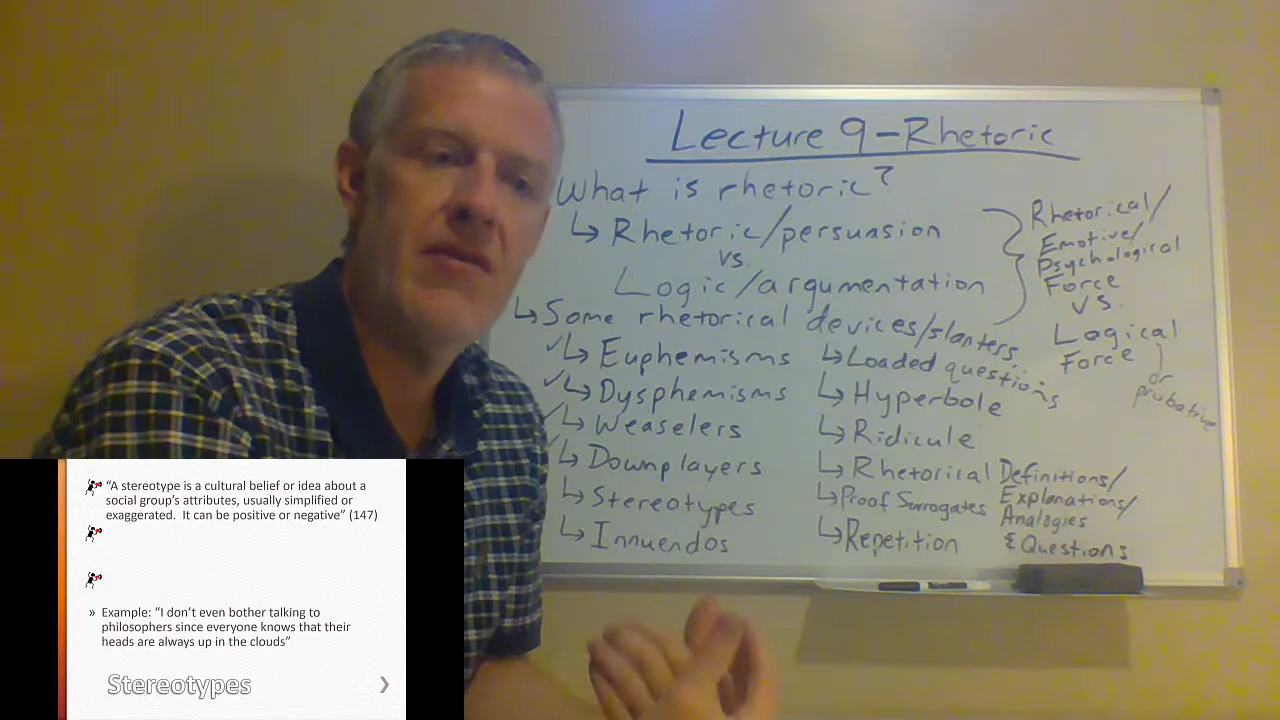 Lecture 9-Rhetoric
What is rhetoric?
↳ Rhetoric/persuasion
vs.
Logic/argumentation
Rhetorical/
Emotive/
Psychological
Force
vs.
Logical
Force
or
probative
↳ Some rhetorical devices/slanters
✓↳ Euphemisms
✓↳ Dysphemisms
✓↳ Weaselers
✓↳ Downplayers
↳ Stereotypes
↳ Innuendos
↳ Loaded questions
↳ Hyperbole
↳ Ridicule
↳ Rhetorical Definitions/
Explanations/
Analogies
& Questions
↳ Proof Surrogates
↳ Repetition
“A stereotype is a cultural belief or idea about a
social group’s attributes, usually simplified or
exaggerated. It can be positive or negative” (147)
» Example: “I don’t even bother talking to
philosophers since everyone knows that their
heads are always up in the clouds”
Stereotypes